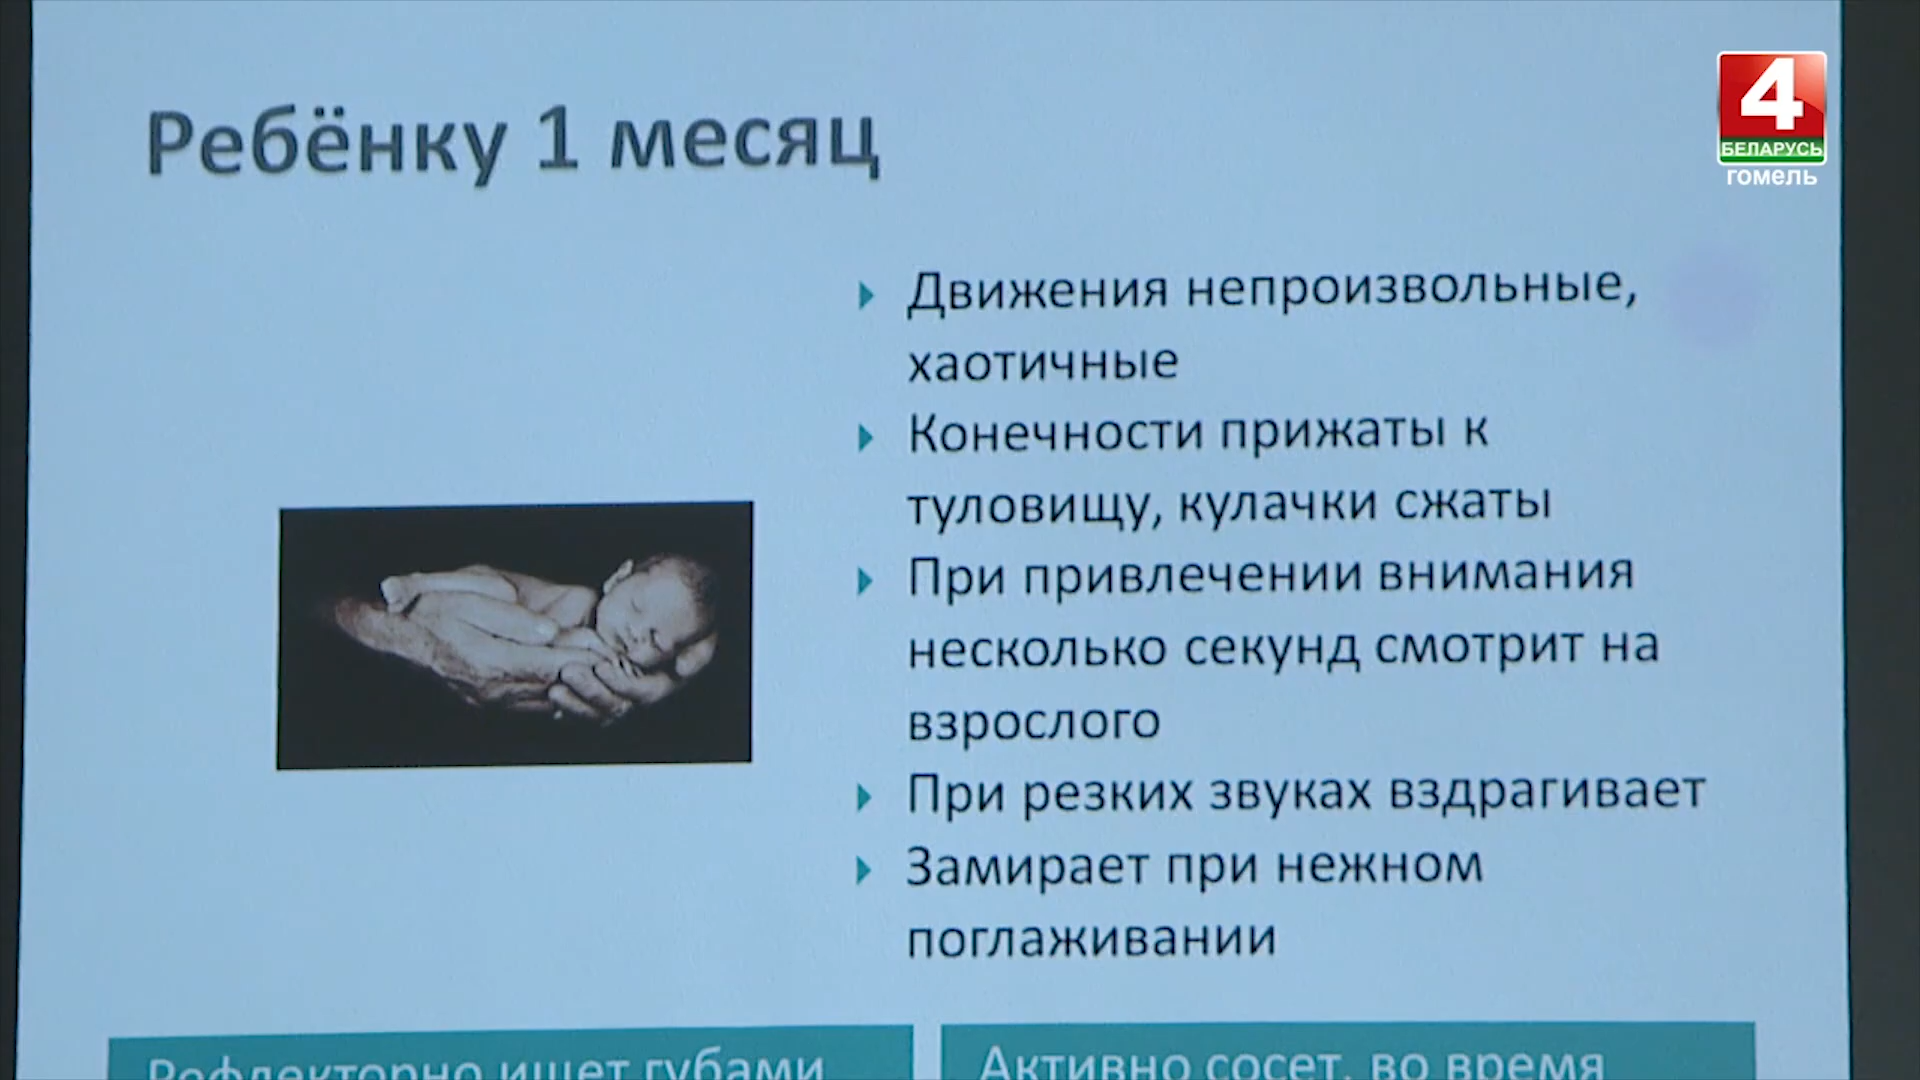 Ребёнку 1 месяц
4
БЕЛАРУСЬ
гомель
Движения непроизвольные,
хаотичные
Конечности прижаты к
туловищу, кулачки сжаты
При привлечении внимания
несколько секунд смотрит на
взрослого
При резких звуках вздрагивает
Замирает при нежном
поглаживании
Рефлекторно ищет губами
Активно сосет, во время